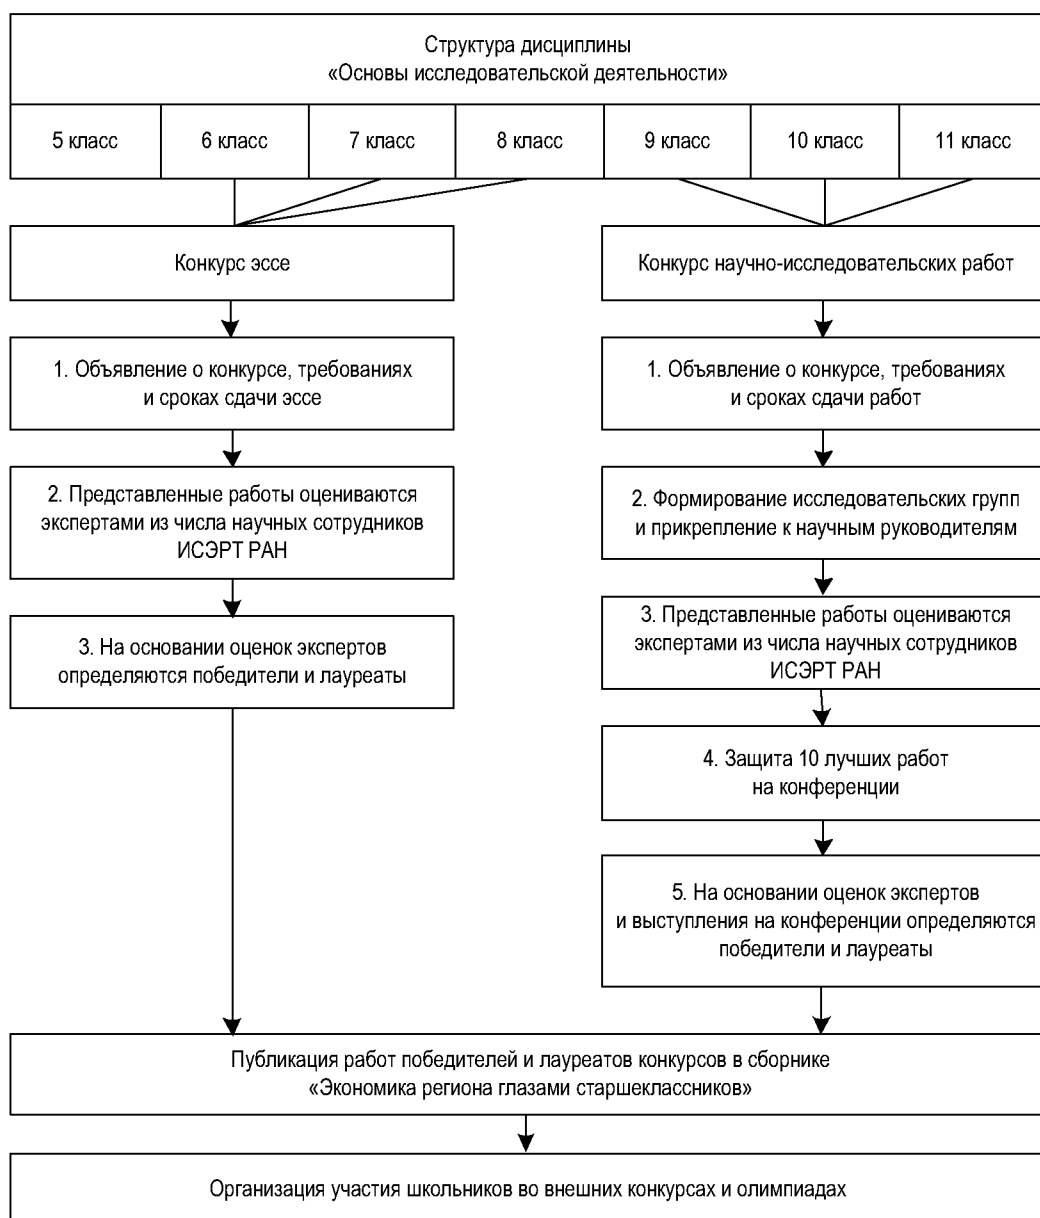 Структура дисциплины
«Основы исследовательской деятельности»
5 класс
6 класс
7 класс
8 класс
9 класс
10 класс
11 класс
Конкурс эссе
1. Объявление о конкурсе, требованиях
и сроках сдачи эссе
2. Представленные работы оцениваются
экспертами из числа научных сотрудников
ИСЭРТ РАН
3. На основании оценок экспертов
определяются победители и лауреаты
Конкурс научно-исследовательских работ
1. Объявление о конкурсе, требованиях
и сроках сдачи работ
2. Формирование исследовательских групп
и прикрепление к научным руководителям
3. Представленные работы оцениваются
экспертами из числа научных сотрудников
ИСЭРТ РАН
4. Защита 10 лучших работ
на конференции
5. На основании оценок экспертов
и выступления на конференции определяются
победители и лауреаты
Публикация работ победителей и лауреатов конкурсов в сборнике
«Экономика региона глазами старшеклассников»
Организация участия школьников во внешних конкурсах и олимпиадах